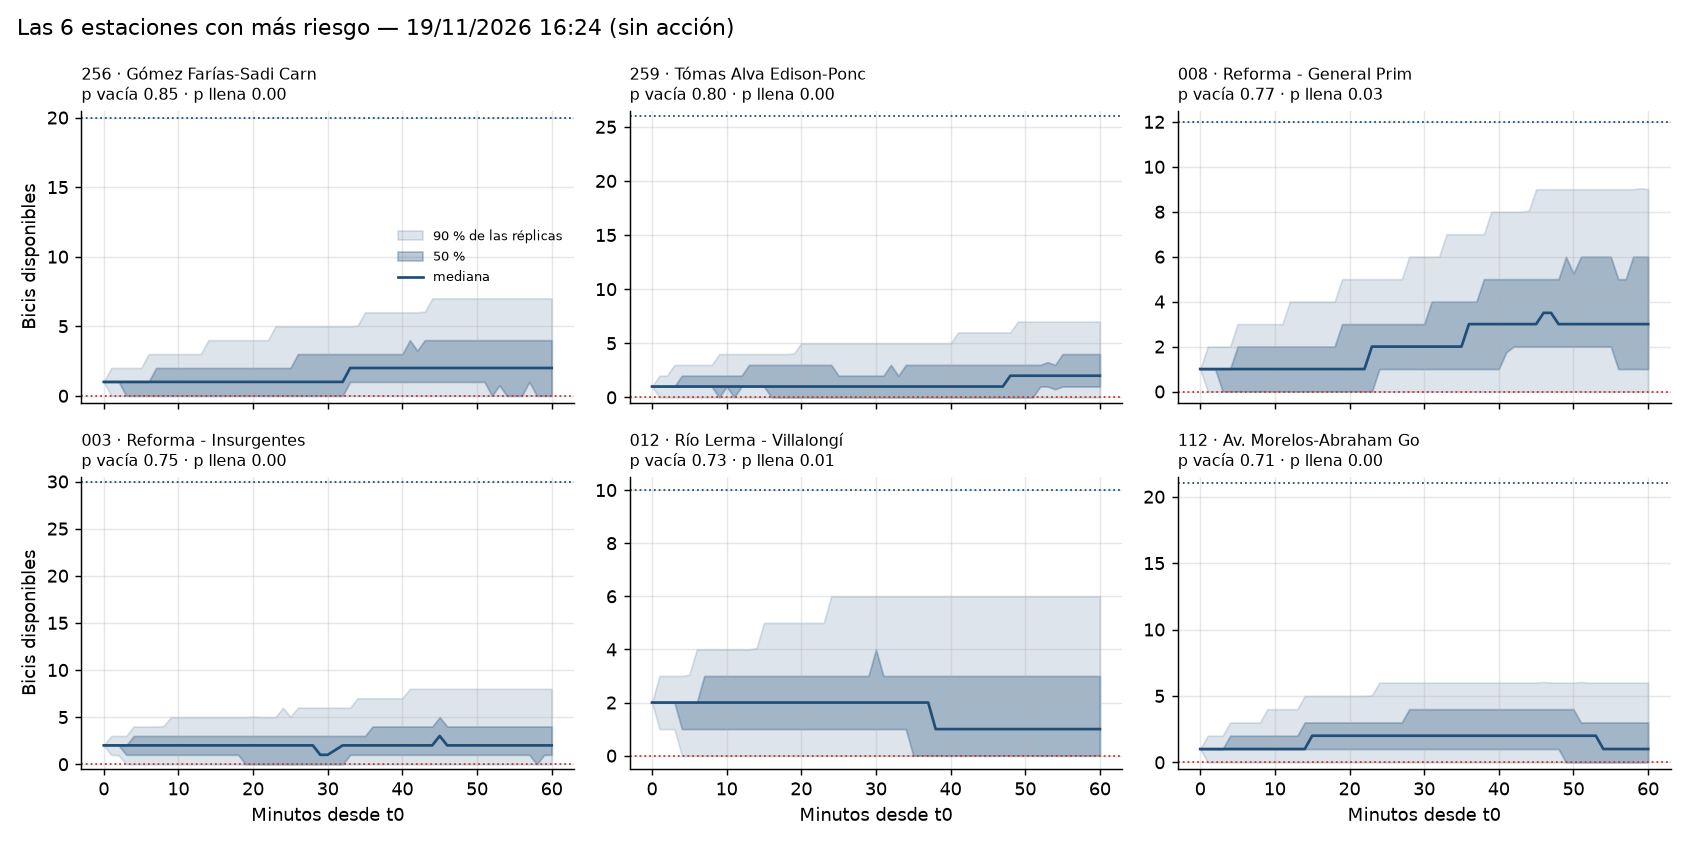 Las 6 estaciones con más riesgo — 19/11/2026 16:24 (sin acción)
256 · Gómez Farías-Sadi Carn
p vacía 0.85 · p llena 0.00
259 · Tómas Alva Edison-Ponc
p vacía 0.80 · p llena 0.00
008 · Reforma - General Prim
p vacía 0.77 · p llena 0.03
Bicis disponibles
20
15
10
5
0
90 % de las réplicas
50 %
mediana
25
20
15
10
5
0
12
10
8
6
4
2
0
003 · Reforma - Insurgentes
p vacía 0.75 · p llena 0.00
012 · Río Lerma - Villalongí
p vacía 0.73 · p llena 0.01
112 · Av. Morelos-Abraham Go
p vacía 0.71 · p llena 0.00
Bicis disponibles
30
25
20
15
10
5
0
0 10 20 30 40 50 60
Minutos desde t0
10
8
6
4
2
0
0 10 20 30 40 50 60
Minutos desde t0
20
15
10
5
0
0 10 20 30 40 50 60
Minutos desde t0